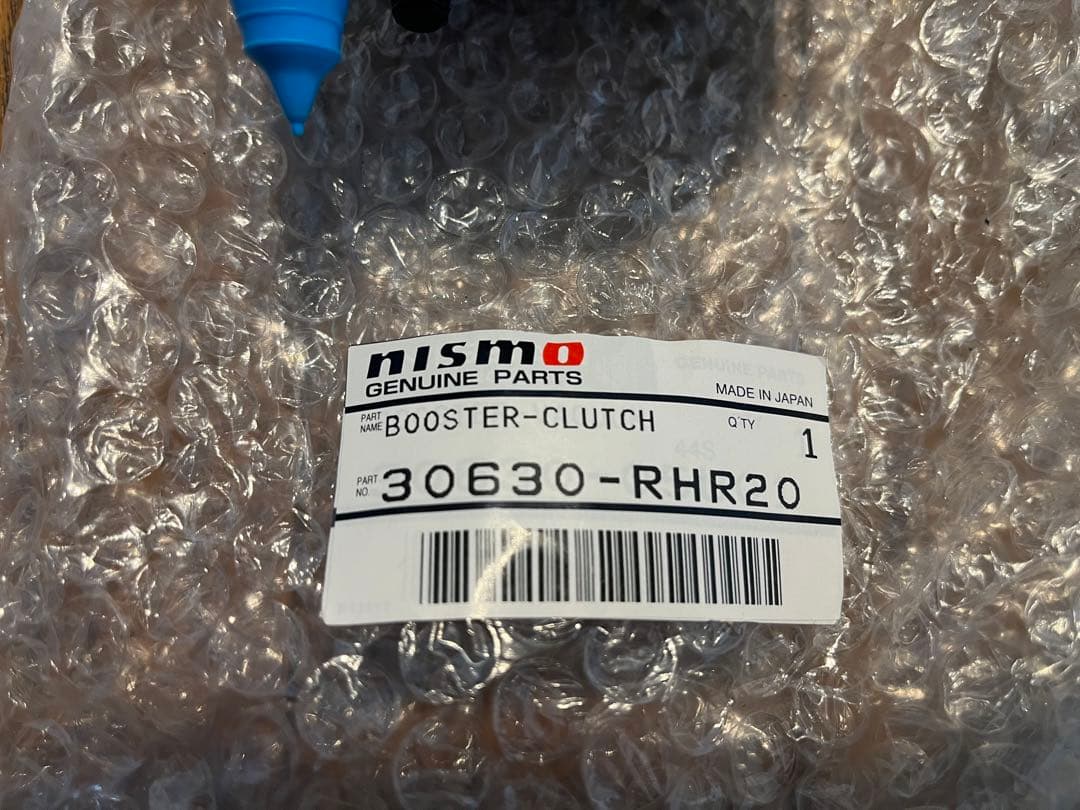 nismo
GENUINE PARTS
MADE IN JAPAN
PART NAME BOOSTER-CLUTCH Q'TY 1
PART NO. 30630-RHR20